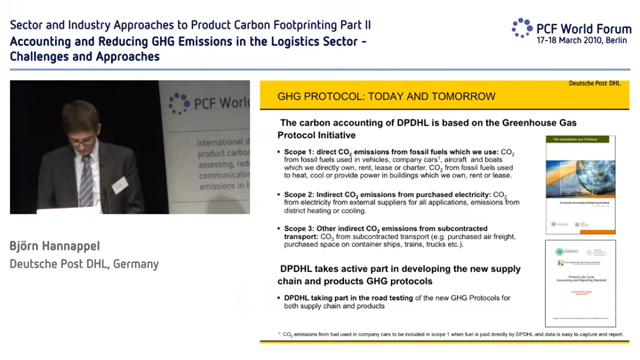 Sector and Industry Approaches to Product Carbon Footprinting Part II
Accounting and Reducing GHG Emissions in the Logistics Sector -
Challenges and Approaches
PCF World Forum
17-18 March 2010, Berlin
PCF World Fo
International d
product carbon
communicating
emissions in the
Björn Hannappel
Deutsche Post DHL, Germany
Deutsche Post DHL
GHG PROTOCOL: TODAY AND TOMORROW
The carbon accounting of DPDHL is based on the Greenhouse Gas
Protocol Initiative
• Scope 1: direct CO2 emissions from fossil fuels which we use: CO2
from fossil fuels used in vehicles, company cars¹, aircraft and boats
which we directly own, rent, lease or charter. CO2 from fossil fuels used
to heat, cool or provide power in buildings which we own, rent or lease.
• Scope 2: Indirect CO2 emissions from purchased electricity: CO2
from electricity from external suppliers for all applications, emissions from
district heating or cooling.
• Scope 3: Other indirect CO2 emissions from subcontracted
transport: CO2 from subcontracted transport (e.g. purchased air freight,
purchased space on container ships, trains, trucks etc.).
DPDHL takes active part in developing the new supply
chain and products GHG protocols
• DPDHL taking part in the road testing of the new GHG Protocols for
both supply chain and products
The Greenhouse Gas Protocol
Product Life Cycle
Accounting and Reporting Standard
¹: CO2 emissions from fuel used in company cars to be included in scope 1 when fuel is paid directly by DPDHL and data is easy to capture and report.